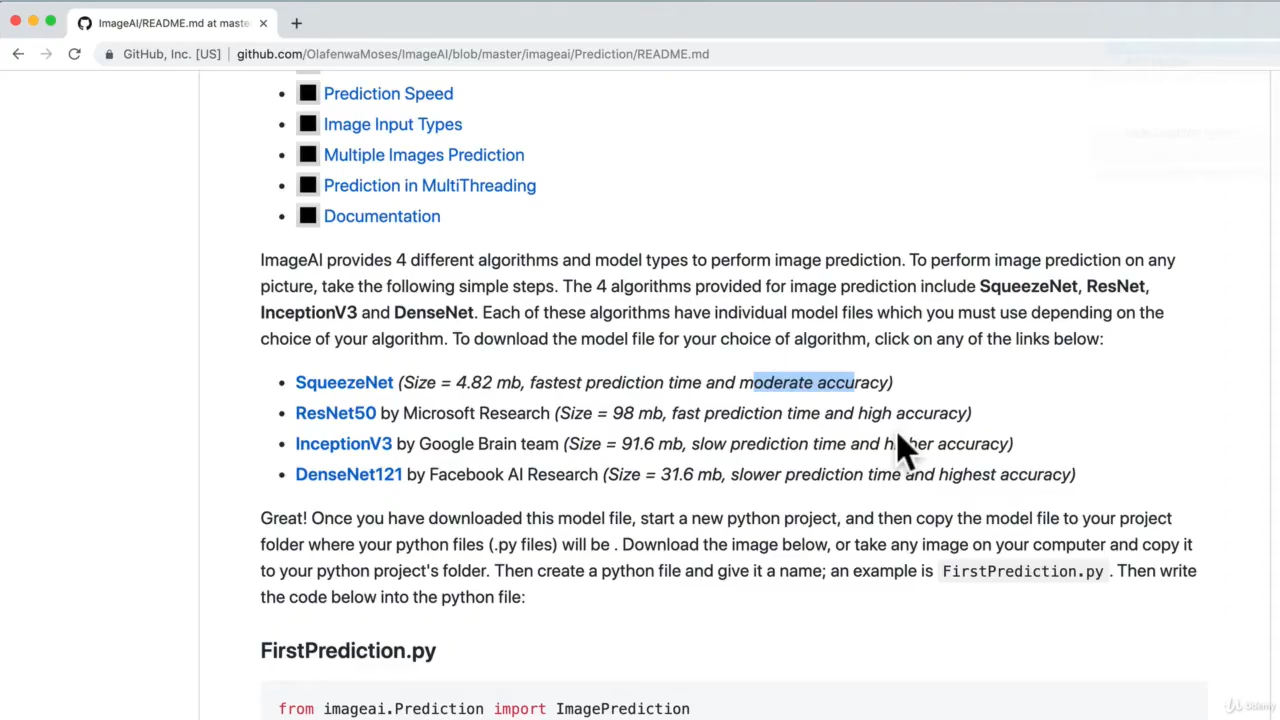 ImageAI/README.md at maste
GitHub, Inc. [US] github.com/OlafenwaMoses/ImageAI/blob/master/imageai/Prediction/README.md
Prediction Speed
Image Input Types
Multiple Images Prediction
Prediction in MultiThreading
Documentation
ImageAI provides 4 different algorithms and model types to perform image prediction. To perform image prediction on any
picture, take the following simple steps. The 4 algorithms provided for image prediction include SqueezeNet, ResNet,
InceptionV3 and DenseNet. Each of these algorithms have individual model files which you must use depending on the
choice of your algorithm. To download the model file for your choice of algorithm, click on any of the links below:
SqueezeNet (Size = 4.82 mb, fastest prediction time and moderate accuracy)
ResNet50 by Microsoft Research (Size = 98 mb, fast prediction time and high accuracy)
InceptionV3 by Google Brain team (Size = 91.6 mb, slow prediction time and higher accuracy)
DenseNet121 by Facebook AI Research (Size = 31.6 mb, slower prediction time and highest accuracy)
Great! Once you have downloaded this model file, start a new python project, and then copy the model file to your project
folder where your python files (.py files) will be . Download the image below, or take any image on your computer and copy it
to your python project's folder. Then create a python file and give it a name; an example is FirstPrediction.py . Then write
the code below into the python file:
FirstPrediction.py
from imageai.Prediction import ImagePrediction
Udemy